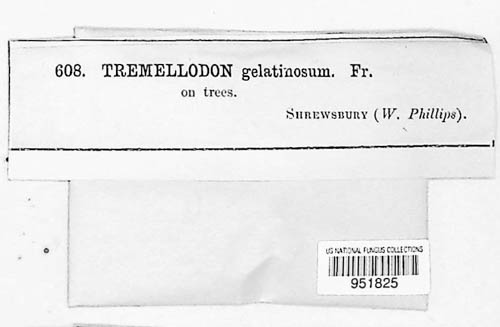 608. TREMELLODON gelatinosum. Fr.
on trees.
SHREWSBURY (W. Phillips).
US NATIONAL FUNGUS COLLECTIONS
951825